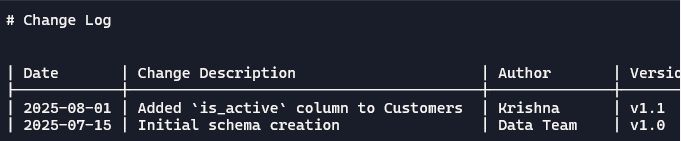 # Change Log
| Date | Change Description | Author | Versio
| 2025-08-01 | Added `is_active` column to Customers | Krishna | v1.1
| 2025-07-15 | Initial schema creation | Data Team | v1.0